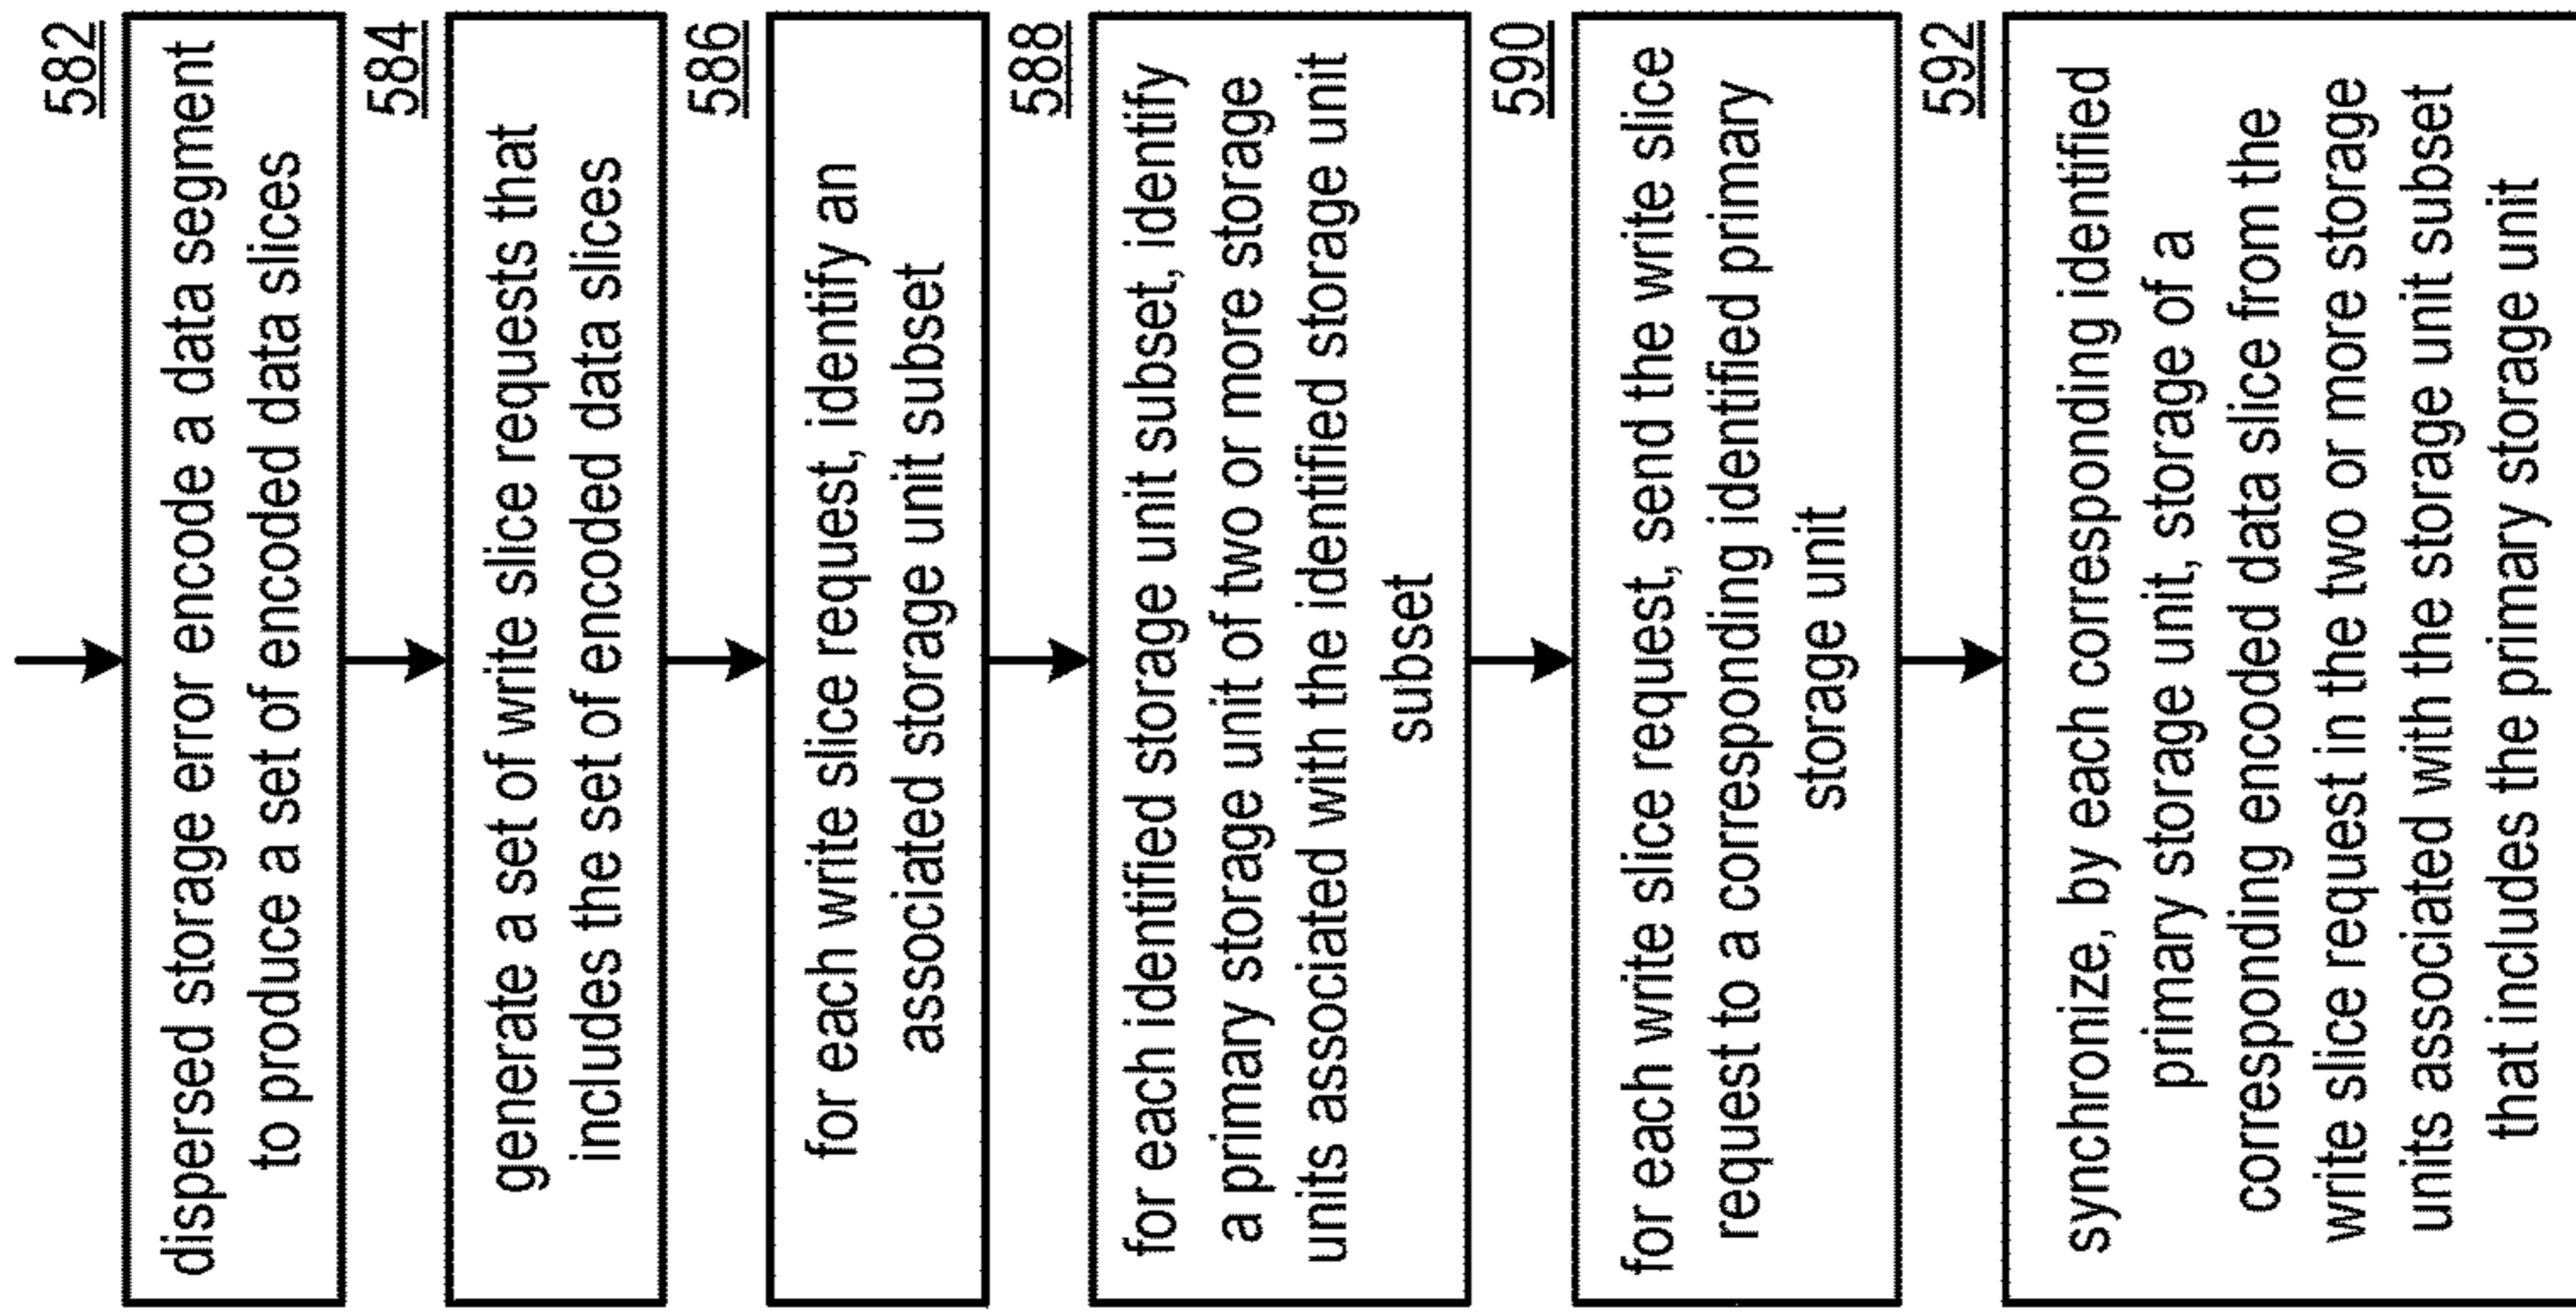 582
dispersed storage error encode a data segment
to produce a set of encoded data slices
584
generate a set of write slice requests that
includes the set of encoded data slices
586
for each write slice request, identify an
associated storage unit subset
588
for each identified storage unit subset, identify
a primary storage unit of two or more storage
units associated with the identified storage unit
subset
590
for each write slice request, send the write slice
request to a corresponding identified primary
storage unit
592
synchronize, by each corresponding identified
primary storage unit, storage of a
corresponding encoded data slice from the
write slice request in the two or more storage
units associated with the storage unit subset
that includes the primary storage unit